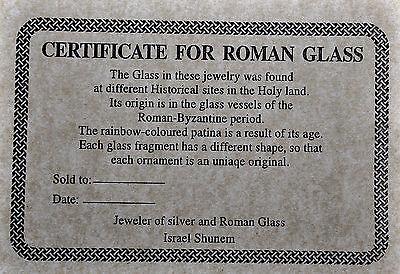 CERTIFICATE FOR ROMAN GLASS
The Glass in these jewelry was found
at different Historical sites in the Holy land.
Its origin is in the glass vessels of the
Roman-Byzantine period.
The rainbow-coloured patina is a result of its age.
Each glass fragment has a different shape, so that
each ornament is an uniaqe original.
Sold to:
Date:
Jeweler of silver and Roman Glass
Israel Shunem